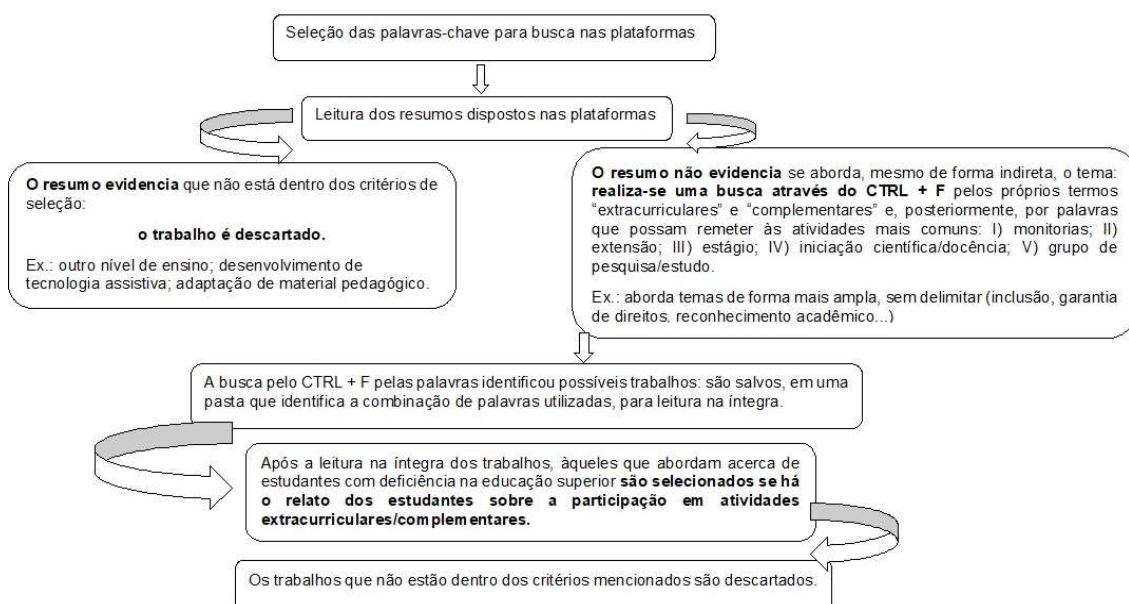 Seleção das palavras-chave para busca nas plataformas
Leitura dos resumos dispostos nas plataformas
O resumo evidencia que não está dentro dos critérios de
seleção:
o trabalho é descartado.
Ex.: outro nível de ensino; desenvolvimento de
tecnologia assistiva; adaptação de material pedagógico.
O resumo não evidencia se aborda, mesmo de forma indireta, o tema:
realiza-se uma busca através do CTRL + F pelos próprios termos
“extracurriculares” e “complementares” e, posteriormente, por palavras
que possam remeter às atividades mais comuns: I) monitorias; II)
extensão; III) estágio; IV) iniciação científica/docência; V) grupo de
pesquisa/estudo.
Ex.: aborda temas de forma mais ampla, sem delimitar (inclusão, garantia
de direitos, reconhecimento acadêmico...)
A busca pelo CTRL + F pelas palavras identificou possíveis trabalhos: são salvos, em uma
pasta que identifica a combinação de palavras utilizadas, para leitura na íntegra.
Após a leitura na íntegra dos trabalhos, àqueles que abordam acerca de
estudantes com deficiência na educação superior são selecionados se há
o relato dos estudantes sobre a participação em atividades
extracurriculares/complementares.
Os trabalhos que não estão dentro dos critérios mencionados são descartados.